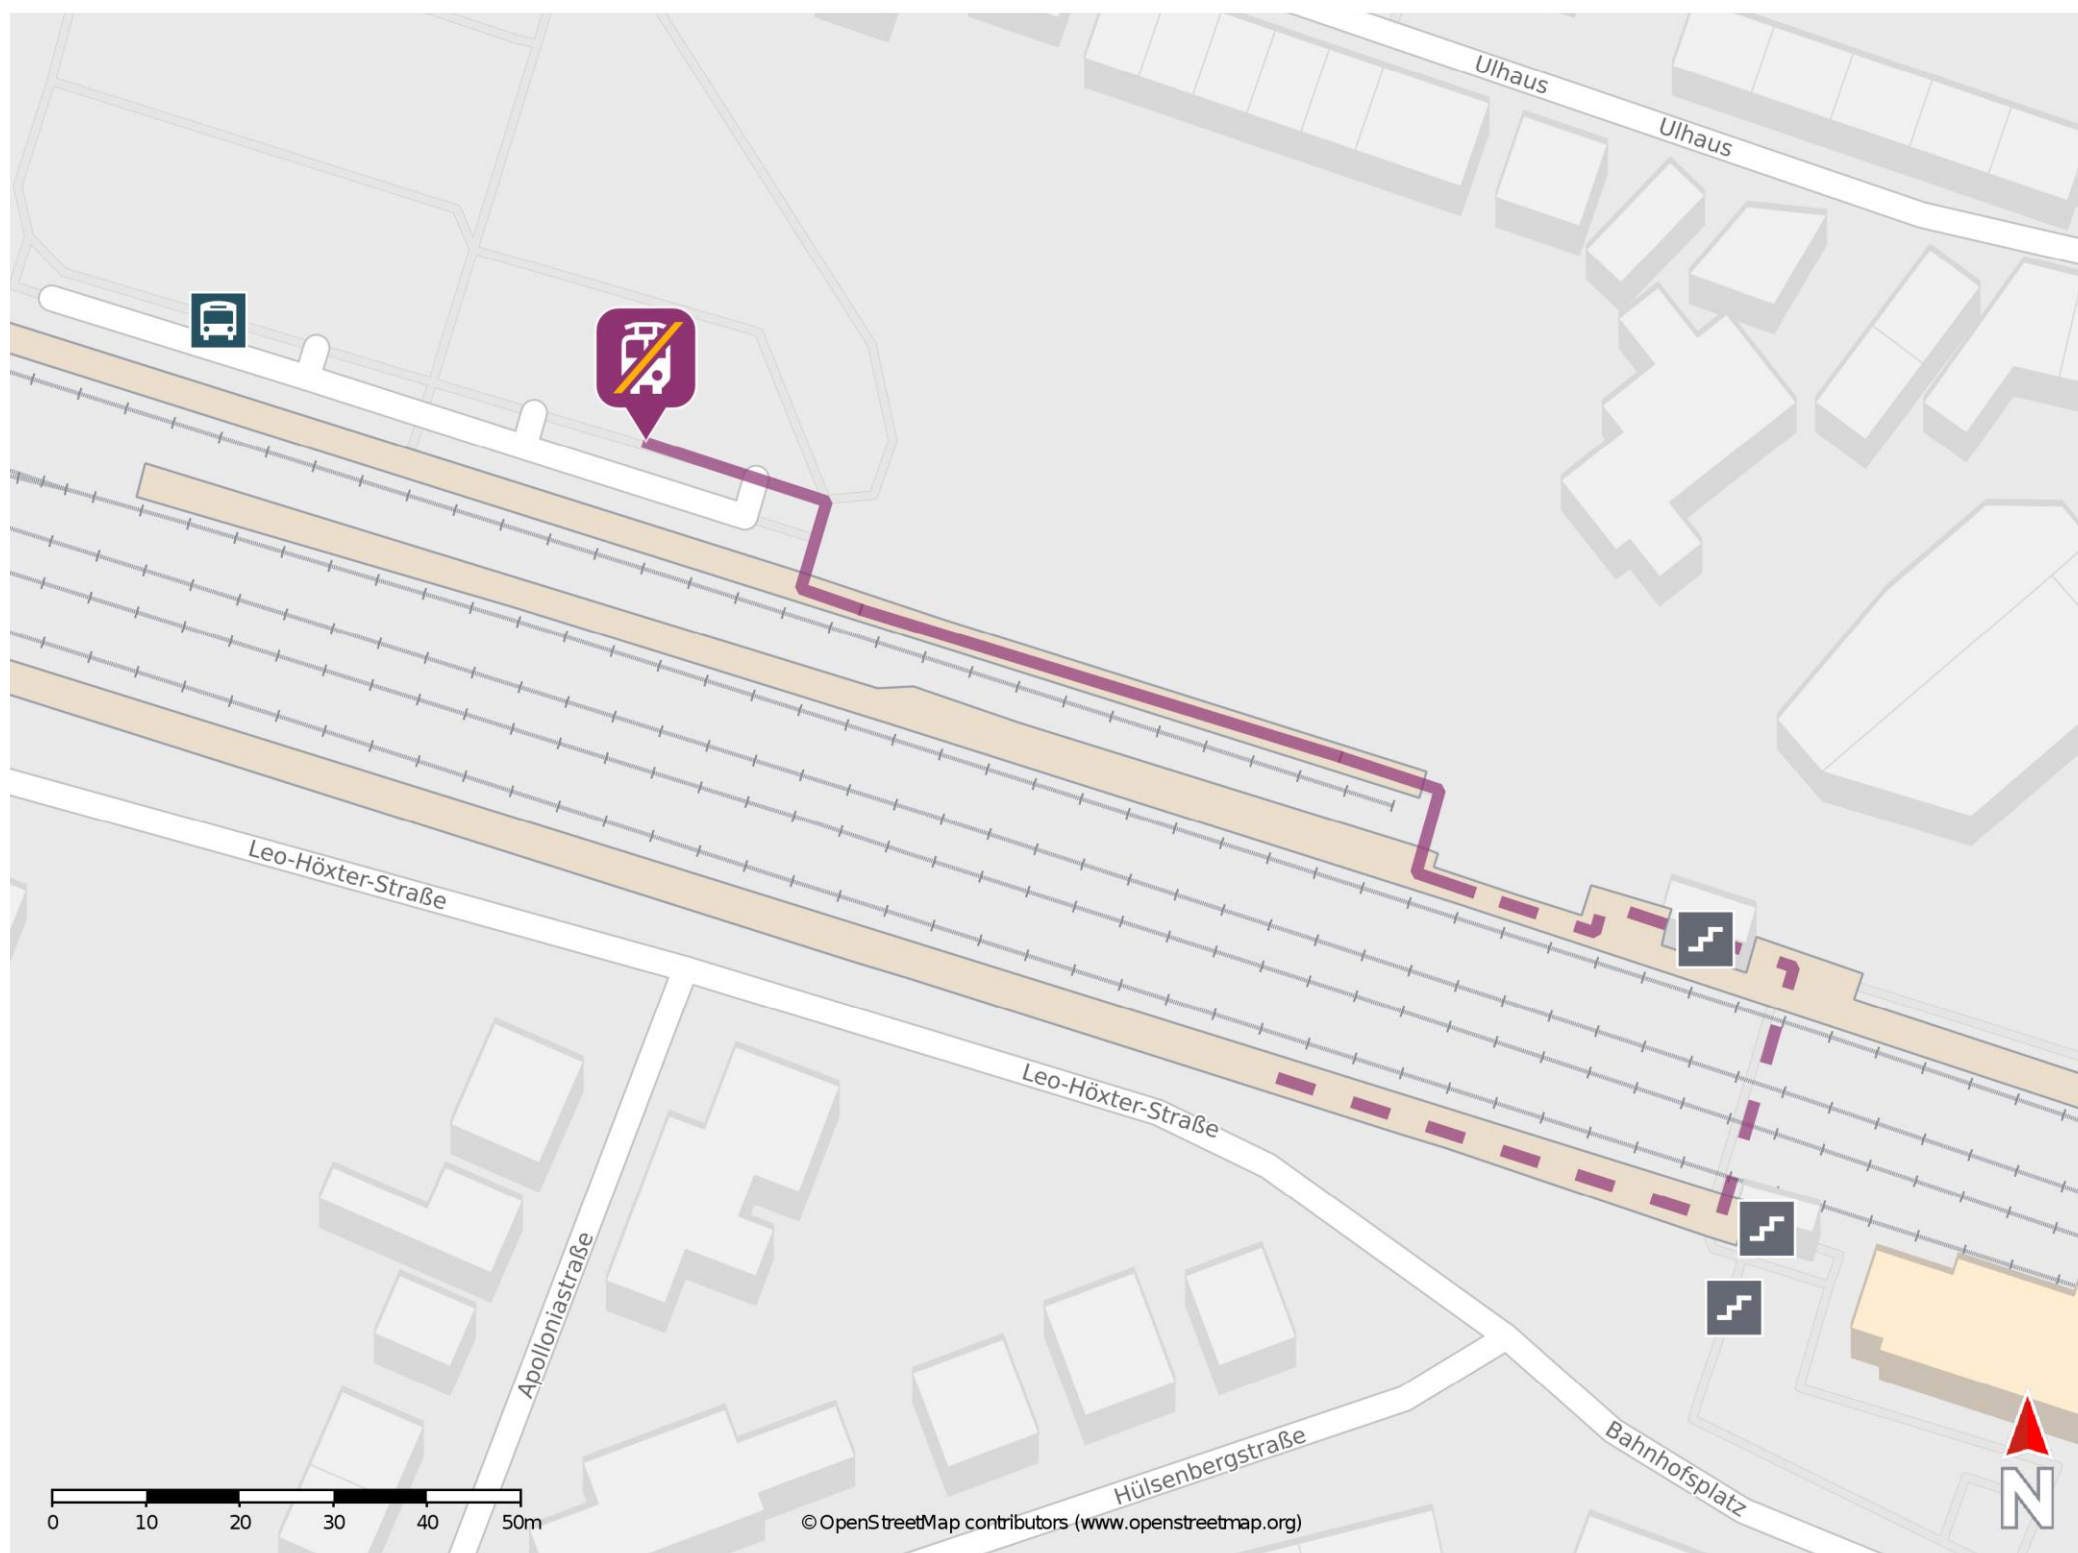 Ulhaus
Ulhaus
Leo-Höxter-Straße
Leo-Höxter-Straße
Apolloniastraße
Hülsenbergstraße
Bahnhofsplatz
N
0 10 20 30 40 50m
© OpenStreetMap contributors (www.openstreetmap.org)